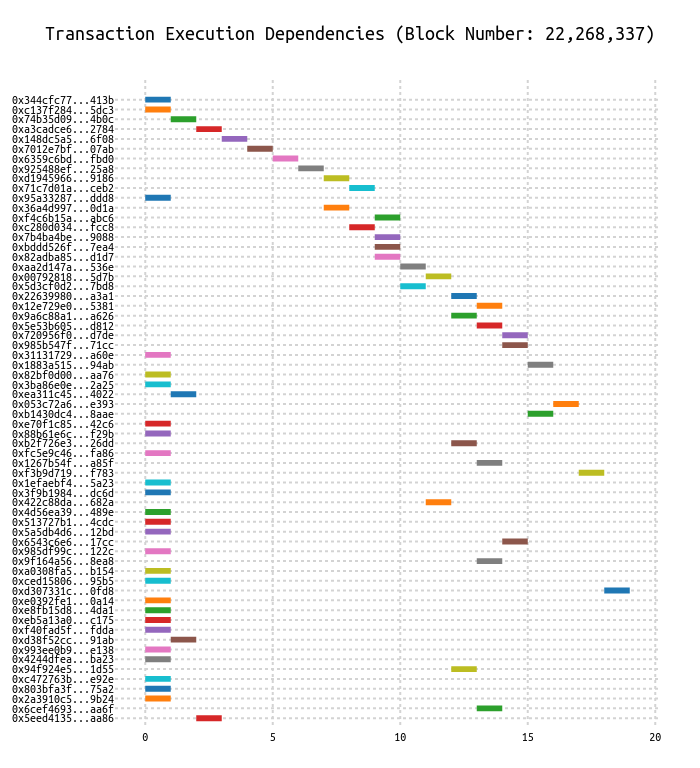 Transaction Execution Dependencies (Block Number: 22,268,337)
0x344cfc77...413b
0xc137f284...5dc3
0x74b35d09...4b0c
0xa3cadce6...2784
0x148dc5a5...6f08
0x7012e7bf...07ab
0x6359c6bd...fbd0
0x925488ef...25a8
0xd1945966...9186
0x71c7d01a...ceb2
0x95a33287...ddd8
0x36a4d997...0d1a
0xf4c6b15a...abc6
0xc280d034...fcc8
0x7b4ba4be...9088
0xbddd526f...7ea4
0x82adba85...d1d7
0xaa2d147a...536e
0x00792818...5d7b
0x5d3cf0d2...7bd8
0x22639980...a3a1
0x12e729e0...5381
0x9a6c88a1...a626
0x5e53b605...d812
0x720956f0...d7de
0x985b547f...71cc
0x31131729...a60e
0x1883a515...94ab
0x82bf0d00...aa76
0x3ba86e0e...2a25
0xea311c45...4022
0x053c72a6...e393
0xb1430dc4...8aae
0xe70f1c85...42c6
0x88b61e6c...f29b
0xb2f726e3...26dd
0xfc5e9c46...fa86
0x1267b54f...a85f
0xf3b9d719...f783
0x1efaebf4...5a23
0x3f9b1984...dc6d
0x422c88da...682a
0x4d56ea39...489e
0x513727b1...4cdc
0x5a5db4d6...12bd
0x6543c6e6...17cc
0x985df99c...122c
0x9f164a56...8ea8
0xa0308fa5...b154
0xced15806...95b5
0xd307331c...0fd8
0xe0392fe1...0a14
0xe8fb15d8...4da1
0xeb5a13a0...c175
0xf40fad5f...fdda
0xd38f52cc...91ab
0x993ee0b9...e138
0x4244dfea...ba23
0x94f924e5...1d55
0xc472763b...e92e
0x803bfa3f...75a2
0x2a3910c5...9b24
0x6cef4693...aa6f
0x5eed4135...aa86
0 5 10 15 20